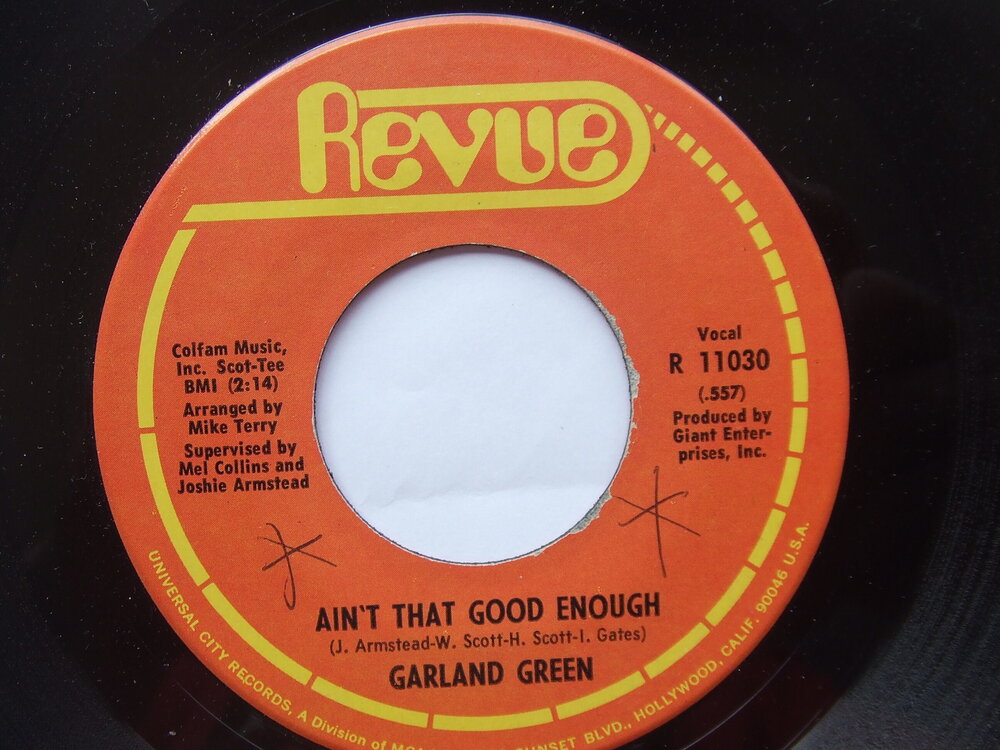 Revue
Colfam Music,
Inc. Scot-Tee
BMI (2:14)
Arranged by
Mike Terry
Supervised by
Mel Collins and
Joshie Armstead
Vocal
R 11030
(.557)
Produced by
Giant Enter-
prises, Inc.
AIN'T THAT GOOD ENOUGH
(J. Armstead-W. Scott-H. Scott-I. Gates)
GARLAND GREEN
UNIVERSAL CITY RECORDS, A Division of SUNSET BLVD., HOLLYWOOD, CALIF. 90046 U.S.A.